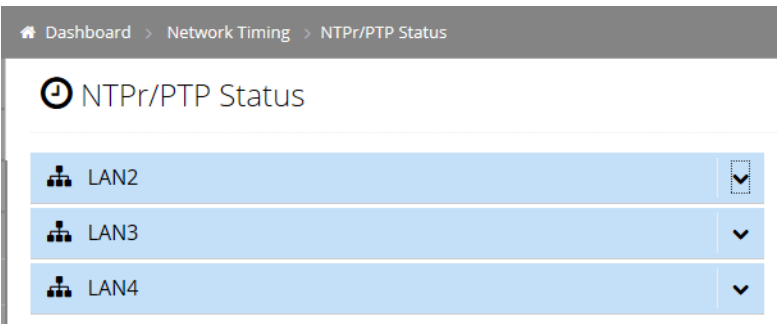 Dashboard > Network Timing > NTPr/PTP Status
NTPr/PTP Status
LAN2
LAN3
LAN4